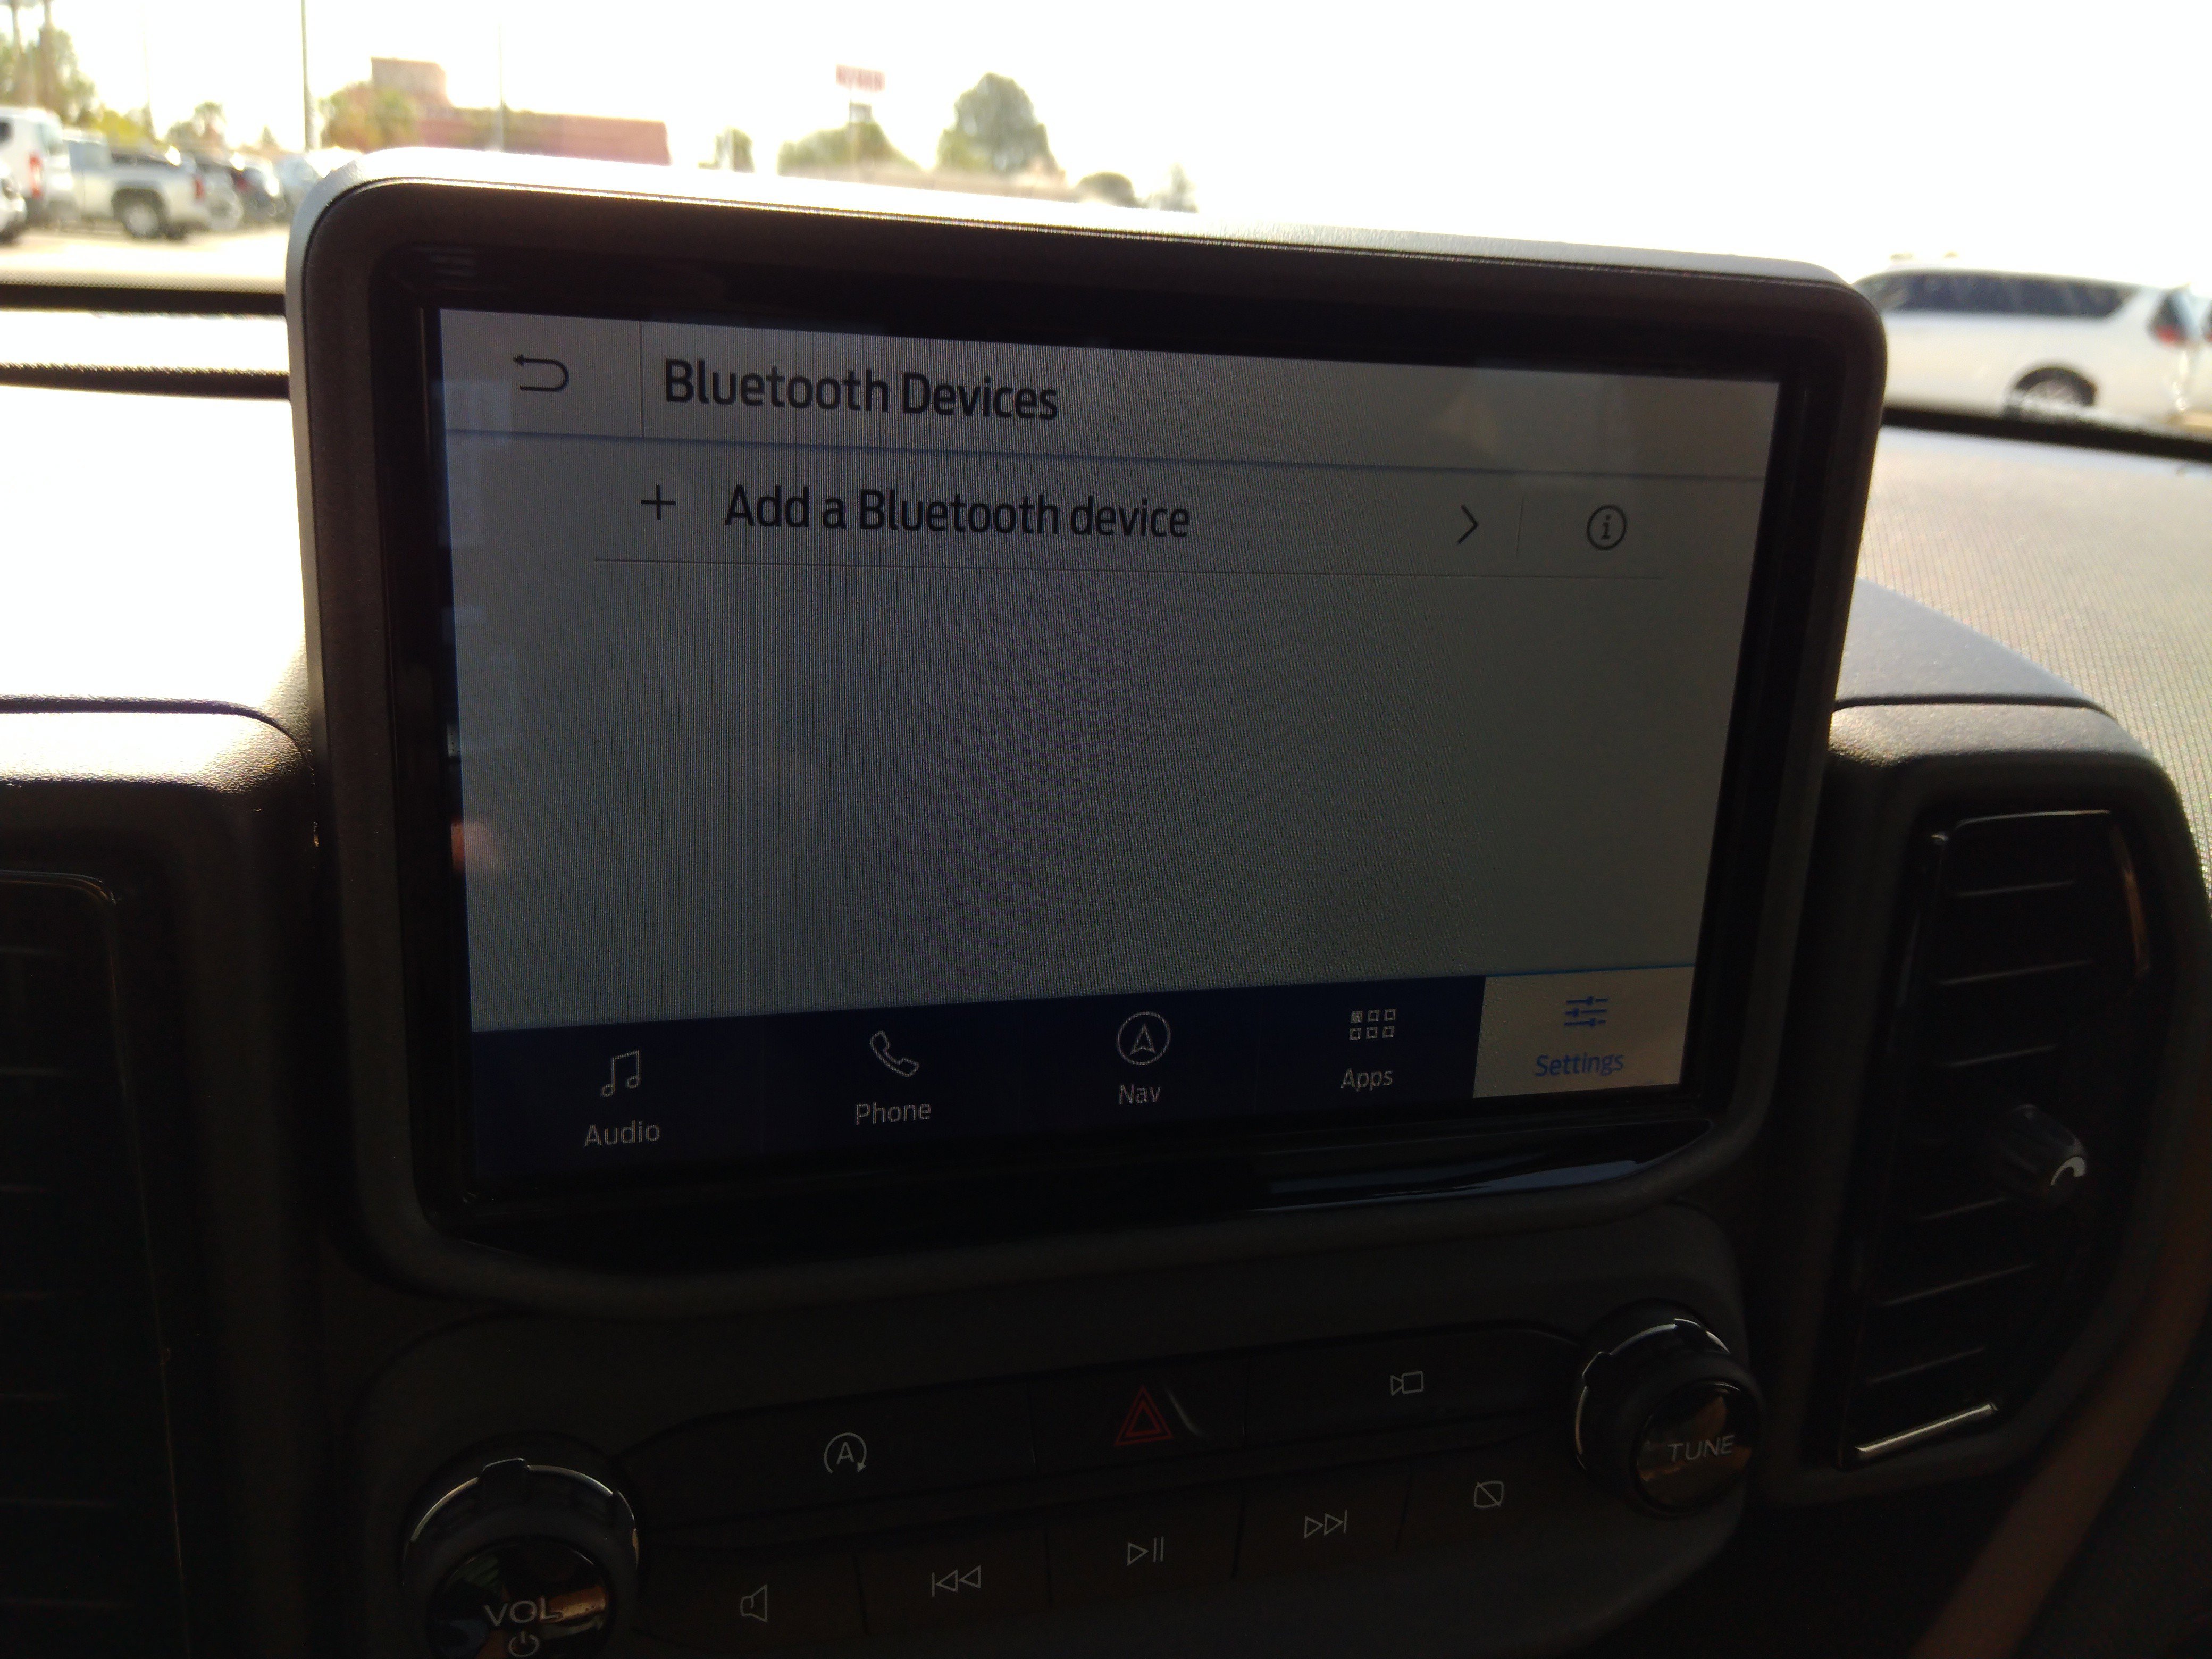 Bluetooth Devices
+ Add a Bluetooth device
Audio
Phone
Nav
Apps
Settings
A
TUNE
VOL